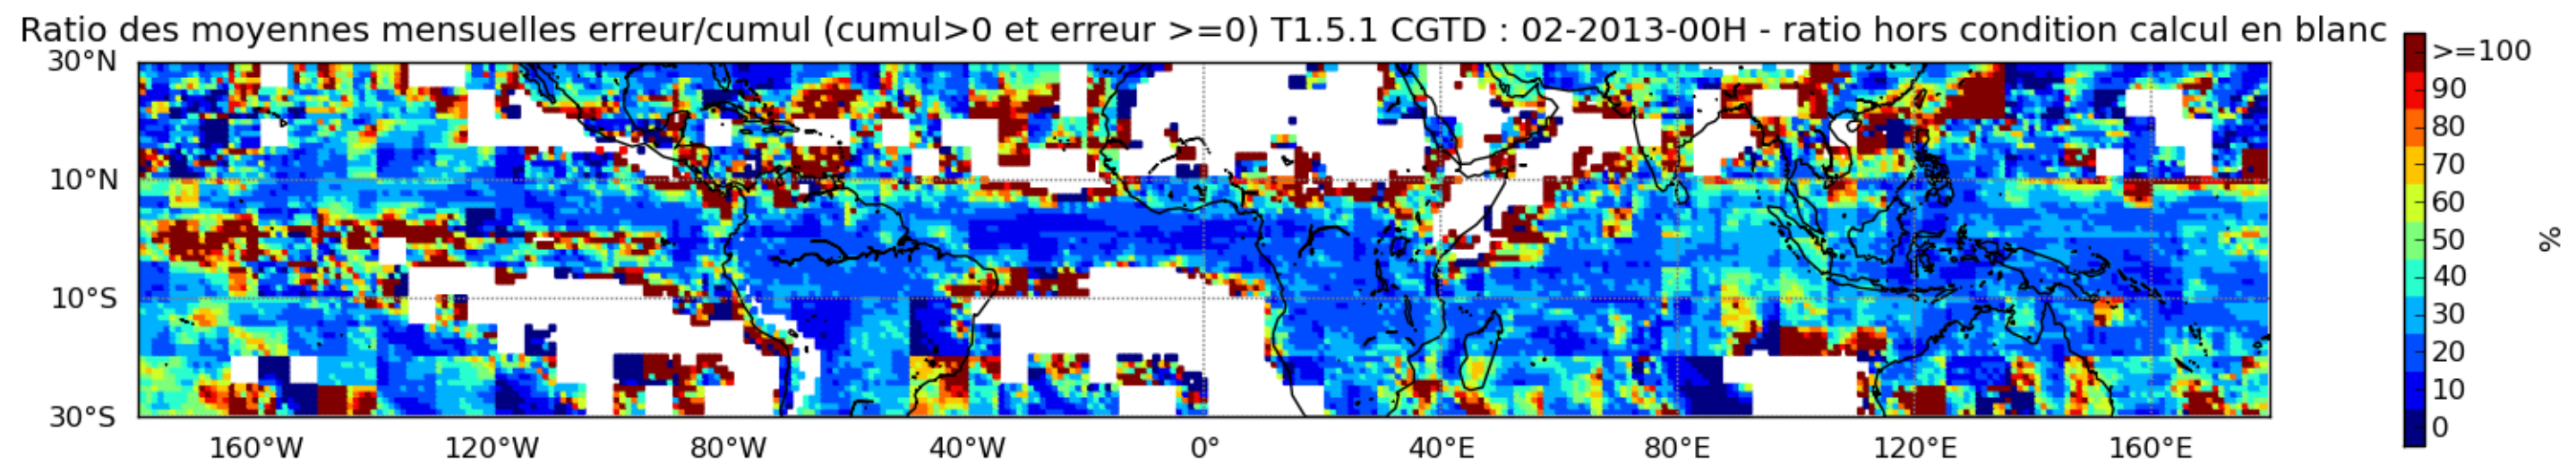 Ratio des moyennes mensuelles erreur/cumul (cumul>0 et erreur >=0) T1.5.1 CGTD : 02-2013-00H - ratio hors condition calcul en blanc
30°N
10°N
10°S
30°S
160°W 120°W 80°W 40°W 0° 40°E 80°E 120°E 160°E
>=100
90
80
70
60
50
40
30
20
10
0
%